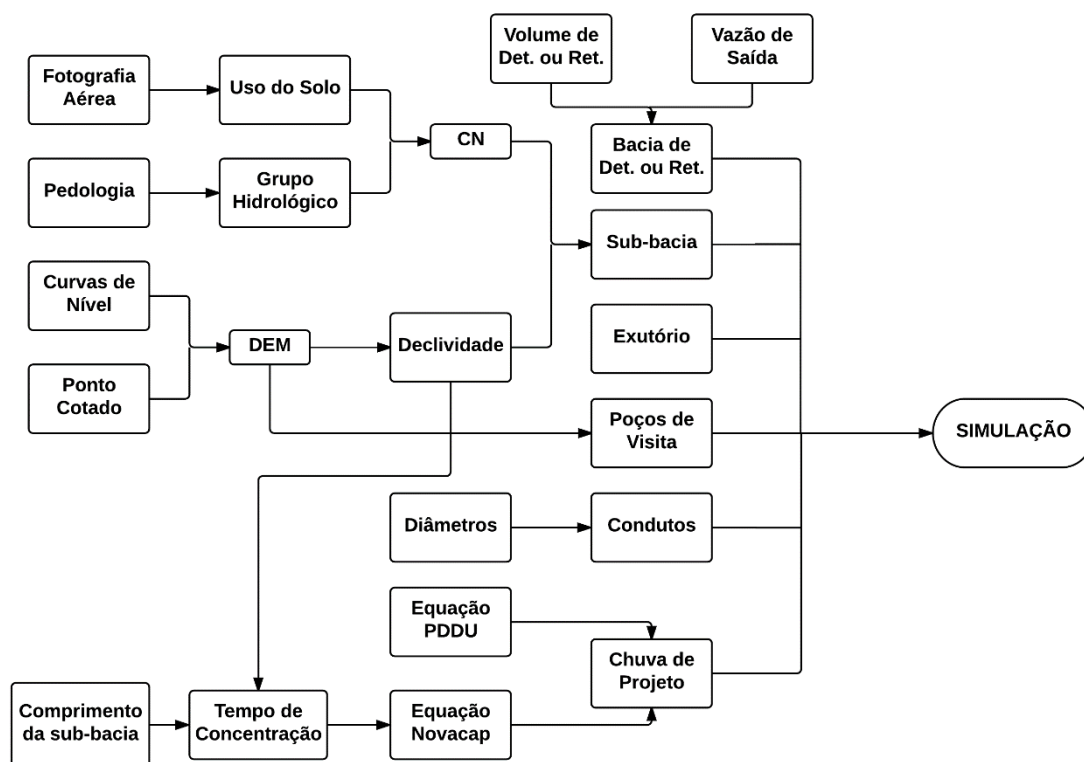 Volume de
Det. ou Ret.
Vazão de
Saída
Fotografia
Aérea
Uso do Solo
CN
Bacia de
Det. ou Ret.
Pedologia
Grupo
Hidrológico
Sub-bacia
Curvas de
Nível
DEM
Declividade
Exutório
Ponto
Cotado
Poços de
Visita
SIMULAÇÃO
Diâmetros
Condutos
Equação
PDDU
Chuva de
Projeto
Comprimento
da sub-bacia
Tempo de
Concentração
Equação
Novacap